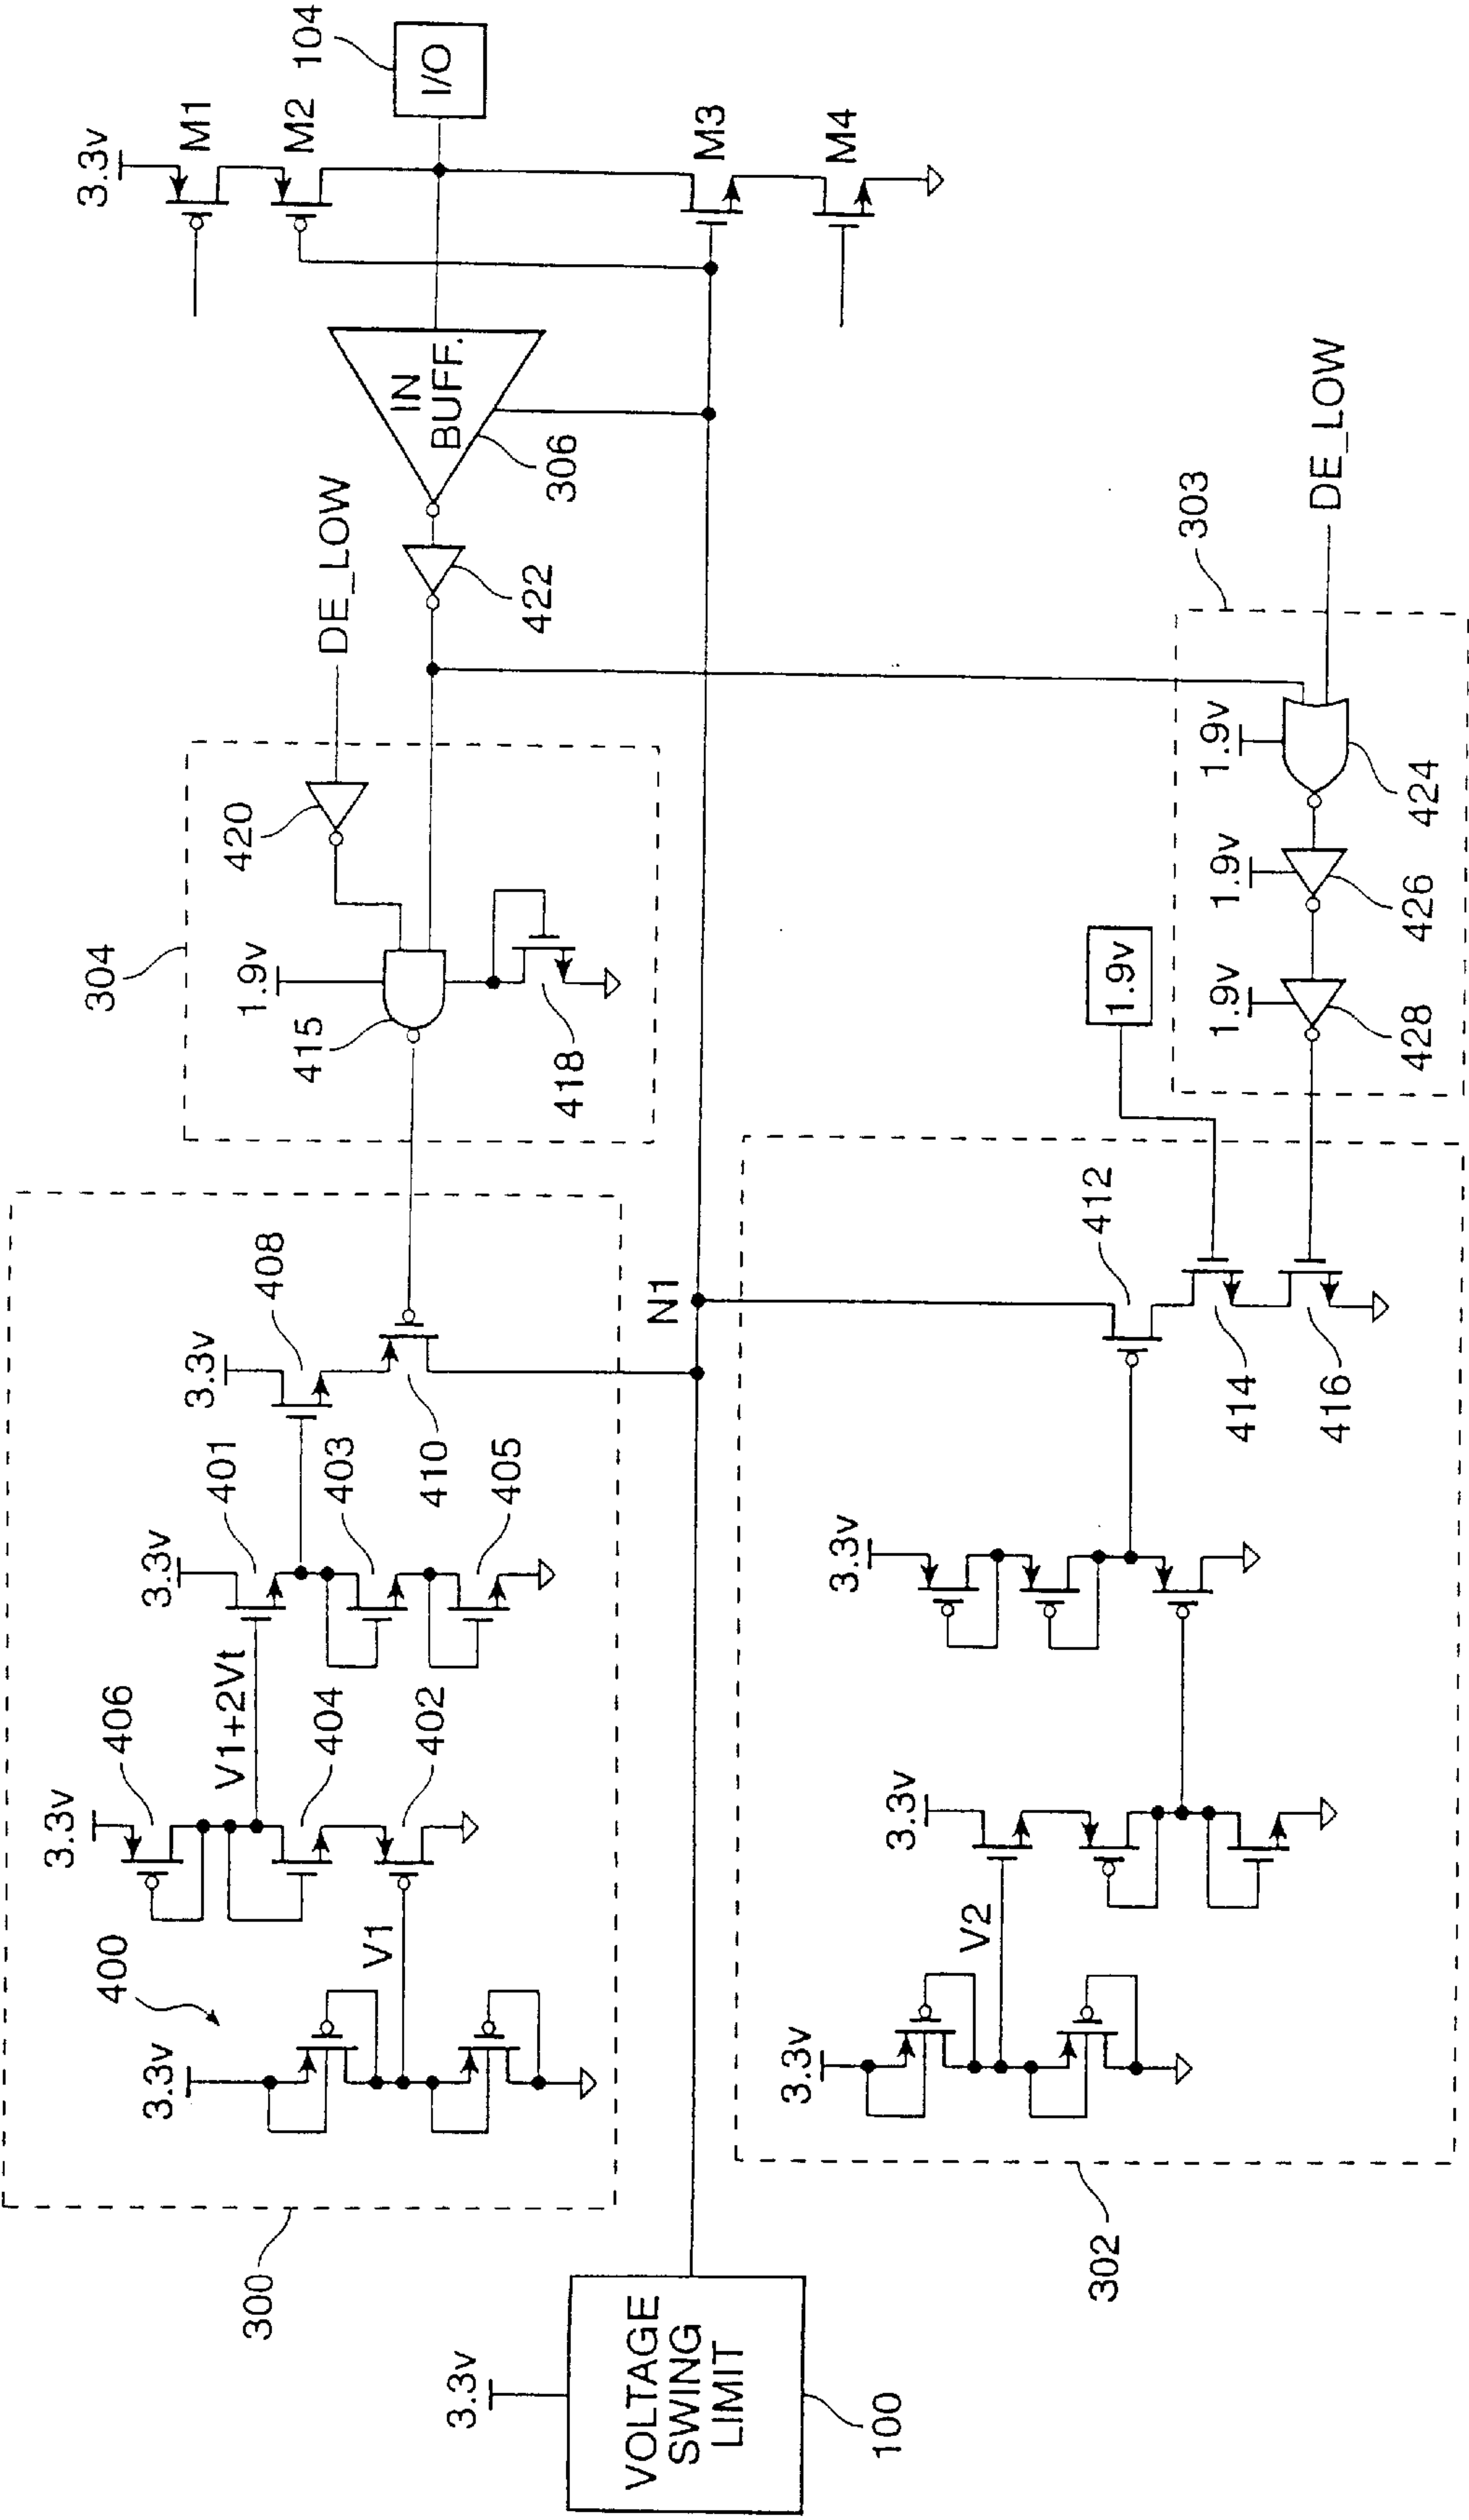 3.3v
M1
M2
104
I/O
M3
M4
IN
BUFF.
306
DE_LOW
422
420
304
1.9v
415
418
303
DE_LOW
1.9v
424
1.9v
426
1.9v
428
1.9v
3.3v
408
410
N1
412
414
416
3.3v
401
403
405
3.3v
406
V1+2Vt
404
402
400
3.3v
V1
300
3.3v
3.3v
3.3v
V2
302
3.3v
VOLTAGE
SWING
LIMIT
100